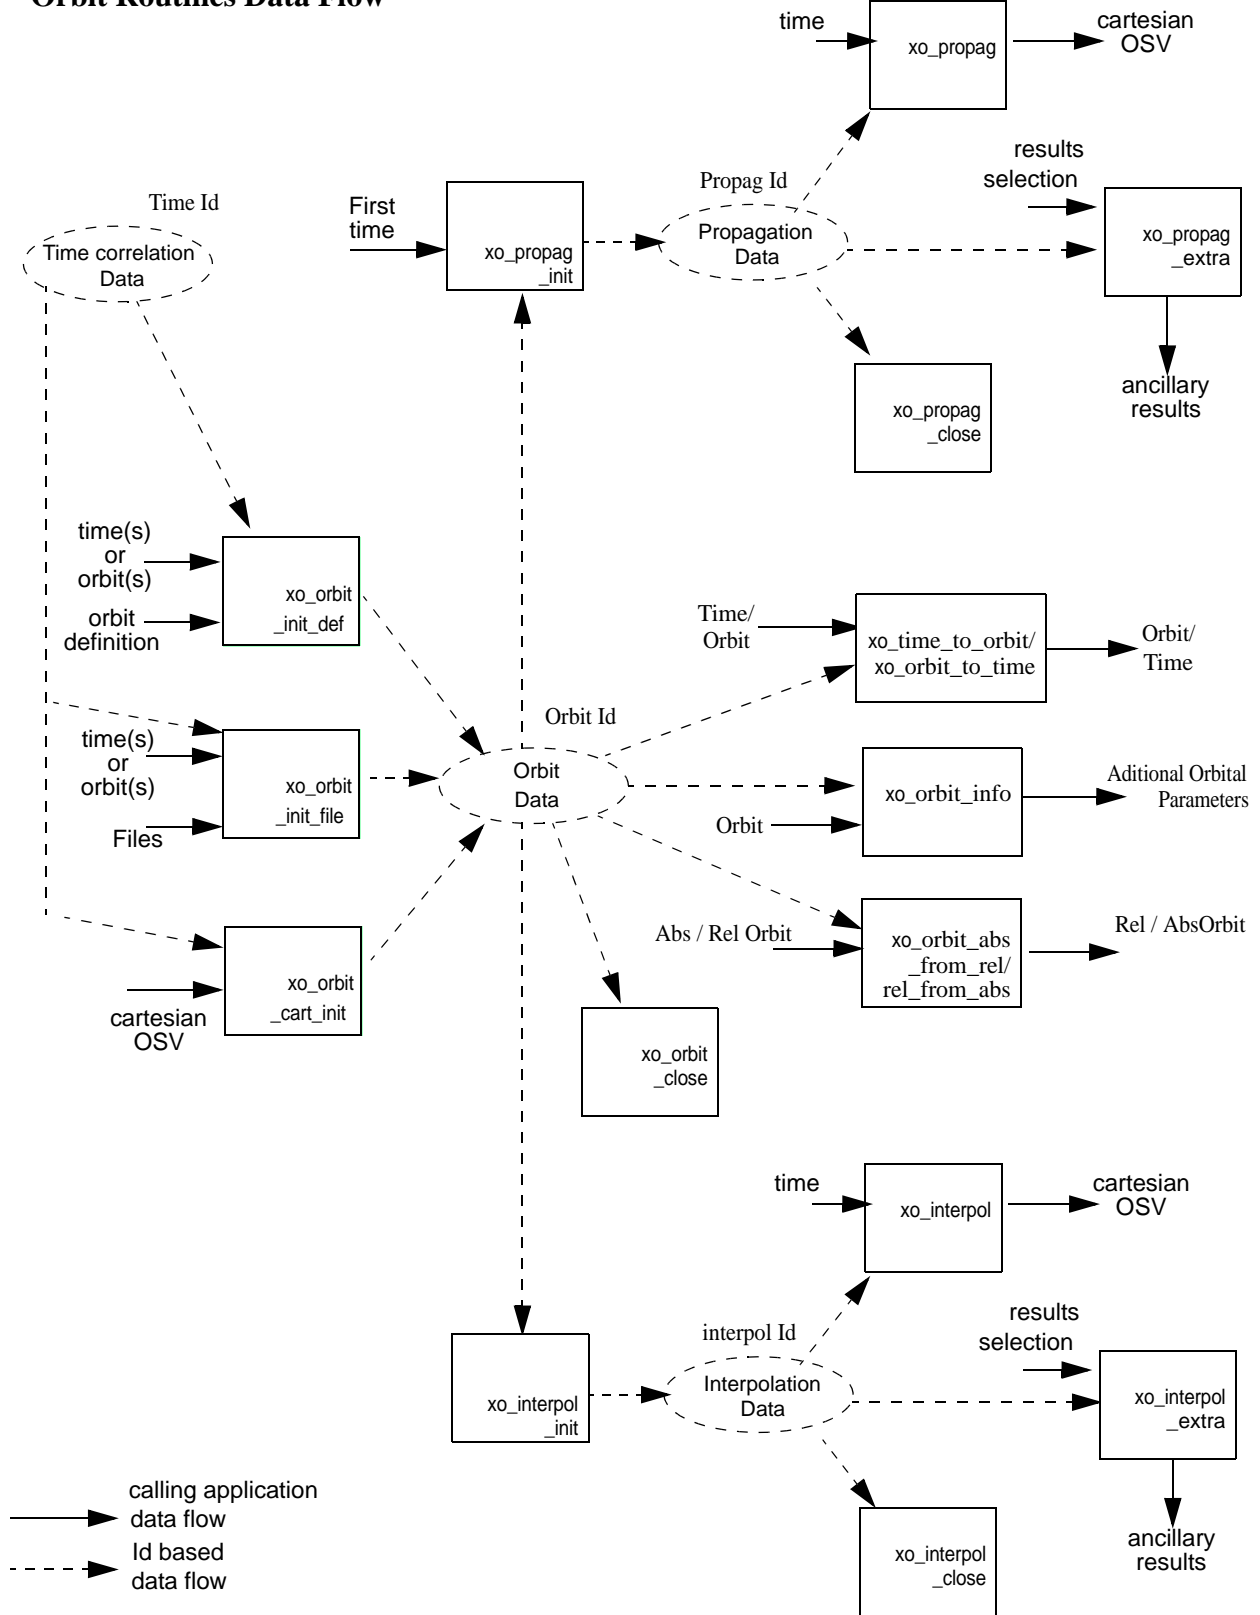 Orbit Routines Data Flow
time
xo_propag
cartesian
OSV
results
selection
Propag Id
Time Id
First
time
xo_propag
_init
Propagation
Data
xo_propag
_extra
Time correlation
Data
ancillary
results
xo_propag
_close
time(s)
or
orbit(s)
orbit
definition
xo_orbit
_init_def
Time/
Orbit
xo_time_to_orbit/
xo_orbit_to_time
Orbit/
Time
Orbit Id
time(s)
or
orbit(s)
Files
xo_orbit
_init_file
Orbit
Data
Orbit
xo_orbit_info
Aditional Orbital
Parameters
Abs / Rel Orbit
xo_orbit_abs
_from_rel/
rel_from_abs
Rel / AbsOrbit
xo_orbit
_cart_init
cartesian
OSV
xo_orbit
_close
time
xo_interpol
cartesian
OSV
results
selection
interpol Id
xo_interpol
_init
Interpolation
Data
xo_interpol
_extra
ancillary
results
xo_interpol
_close
calling application
data flow
Id based
data flow